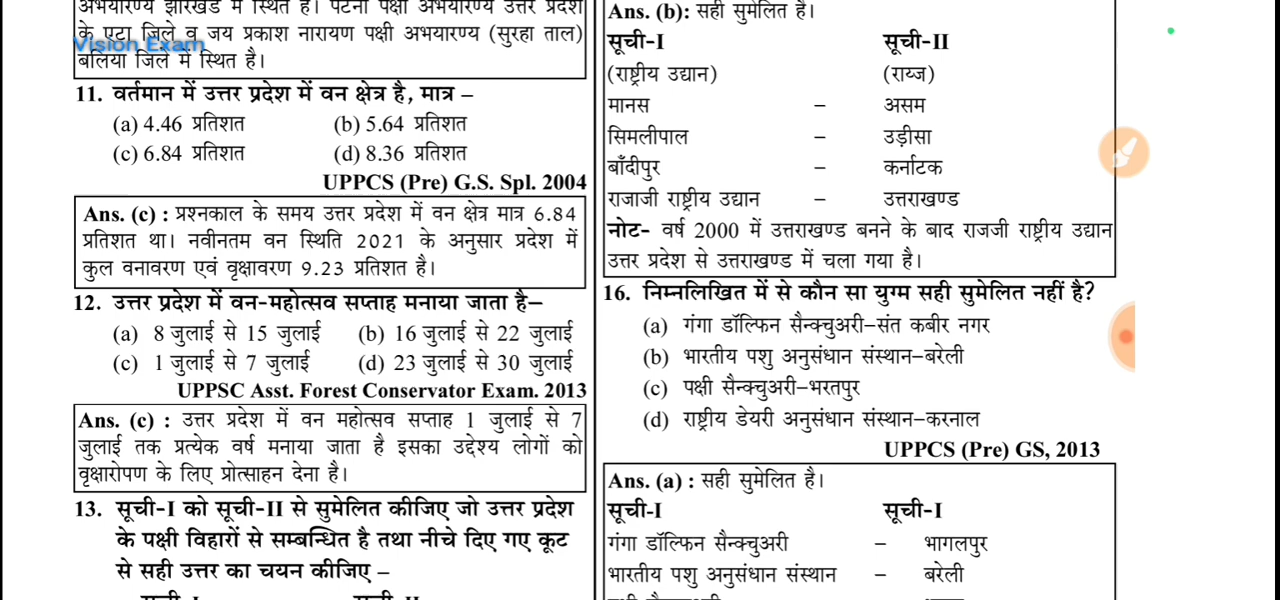 अभयारण्य झारखंड में स्थित है। पटना पक्षी अभयारण्य उत्तर प्रदेश
के एटा जिले व जय प्रकाश नारायण पक्षी अभयारण्य (सुरहा ताल)
Vision Exam
बलिया जिले में स्थित है।
11. वर्तमान में उत्तर प्रदेश में वन क्षेत्र है, मात्र –
(a) 4.46 प्रतिशत (b) 5.64 प्रतिशत
(c) 6.84 प्रतिशत (d) 8.36 प्रतिशत
UPPCS (Pre) G.S. Spl. 2004
Ans. (c) : प्रश्नकाल के समय उत्तर प्रदेश में वन क्षेत्र मात्र 6.84
प्रतिशत था। नवीनतम वन स्थिति 2021 के अनुसार प्रदेश में
कुल वनावरण एवं वृक्षावरण 9.23 प्रतिशत है।
12. उत्तर प्रदेश में वन-महोत्सव सप्ताह मनाया जाता है–
(a) 8 जुलाई से 15 जुलाई (b) 16 जुलाई से 22 जुलाई
(c) 1 जुलाई से 7 जुलाई (d) 23 जुलाई से 30 जुलाई
UPPSC Asst. Forest Conservator Exam. 2013
Ans. (c) : उत्तर प्रदेश में वन महोत्सव सप्ताह 1 जुलाई से 7
जुलाई तक प्रत्येक वर्ष मनाया जाता है इसका उद्देश्य लोगों को
वृक्षारोपण के लिए प्रोत्साहन देना है।
13. सूची-I को सूची-II से सुमेलित कीजिए जो उत्तर प्रदेश
के पक्षी विहारों से सम्बन्धित है तथा नीचे दिए गए कूट
से सही उत्तर का चयन कीजिए –
सूची-I सूची-II
Ans. (b): सही सुमेलित है।
सूची-I सूची-II
(राष्ट्रीय उद्यान) (राज्य)
मानस – असम
सिमलीपाल – उड़ीसा
बाँदीपुर – कर्नाटक
राजाजी राष्ट्रीय उद्यान – उत्तराखण्ड
नोट- वर्ष 2000 में उत्तराखण्ड बनने के बाद राजजी राष्ट्रीय उद्यान
उत्तर प्रदेश से उत्तराखण्ड में चला गया है।
16. निम्नलिखित में से कौन सा युग्म सही सुमेलित नहीं है?
(a) गंगा डॉल्फिन सैन्क्चुअरी–संत कबीर नगर
(b) भारतीय पशु अनुसंधान संस्थान–बरेली
(c) पक्षी सैन्क्चुअरी–भरतपुर
(d) राष्ट्रीय डेयरी अनुसंधान संस्थान–करनाल
UPPCS (Pre) GS, 2013
Ans. (a) : सही सुमेलित है।
सूची-I सूची-I
गंगा डॉल्फिन सैन्क्चुअरी – भागलपुर
भारतीय पशु अनुसंधान संस्थान – बरेली